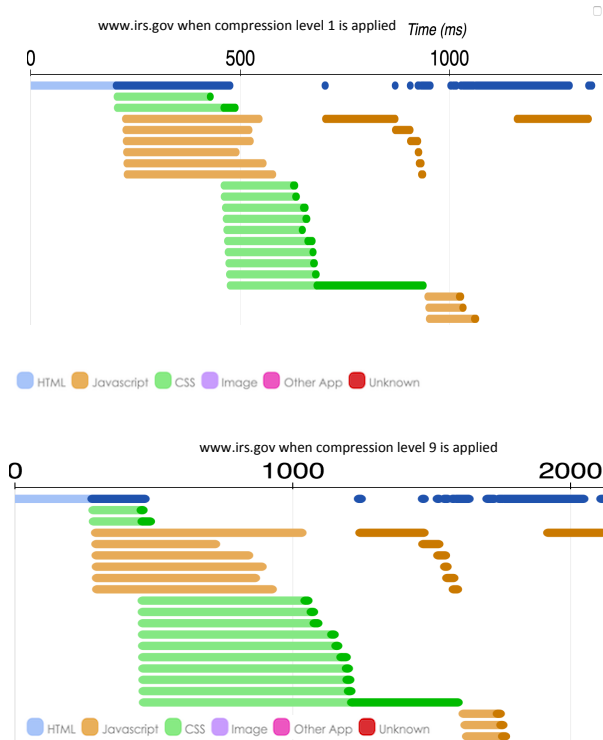 www.irs.gov when compression level 1 is applied Time (ms)
0 500 1000
HTML Javascript CSS Image Other App Unknown
www.irs.gov when compression level 9 is applied
0 1000 2000
HTML Javascript CSS Image Other App Unknown